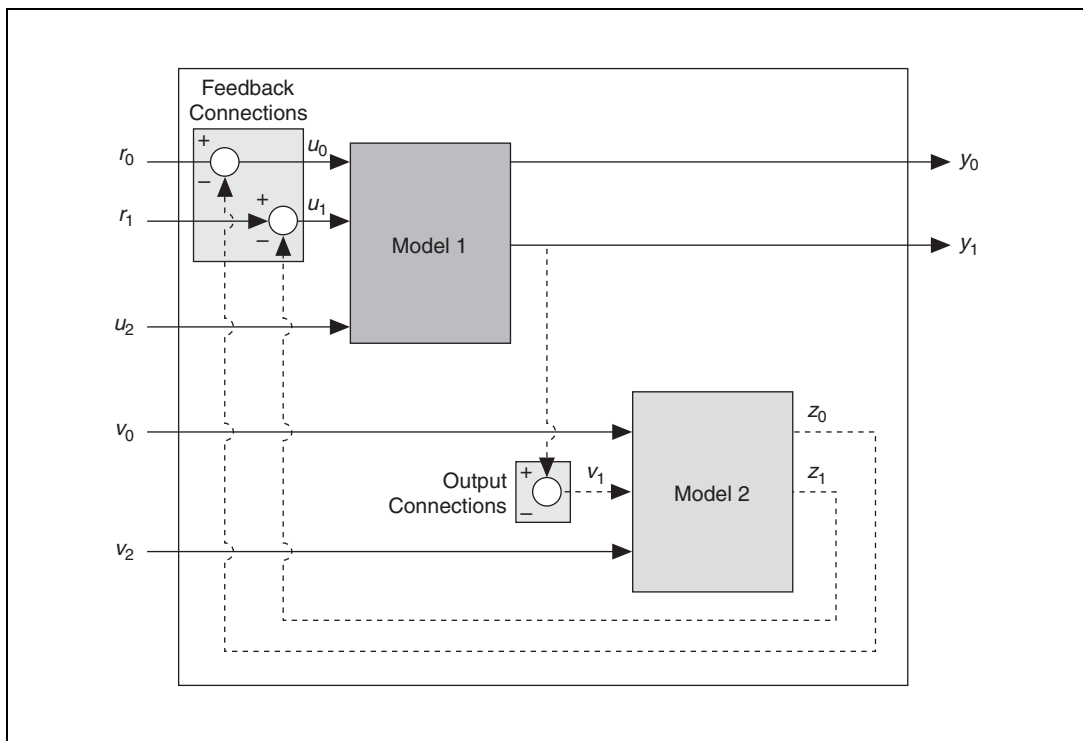 Feedback
Connections
+
r0
u0
−
+
r1
u1
−
Model 1
y0
y1
u2
v0
z0
+
Output
Connections
v1
−
Model 2
z1
v2